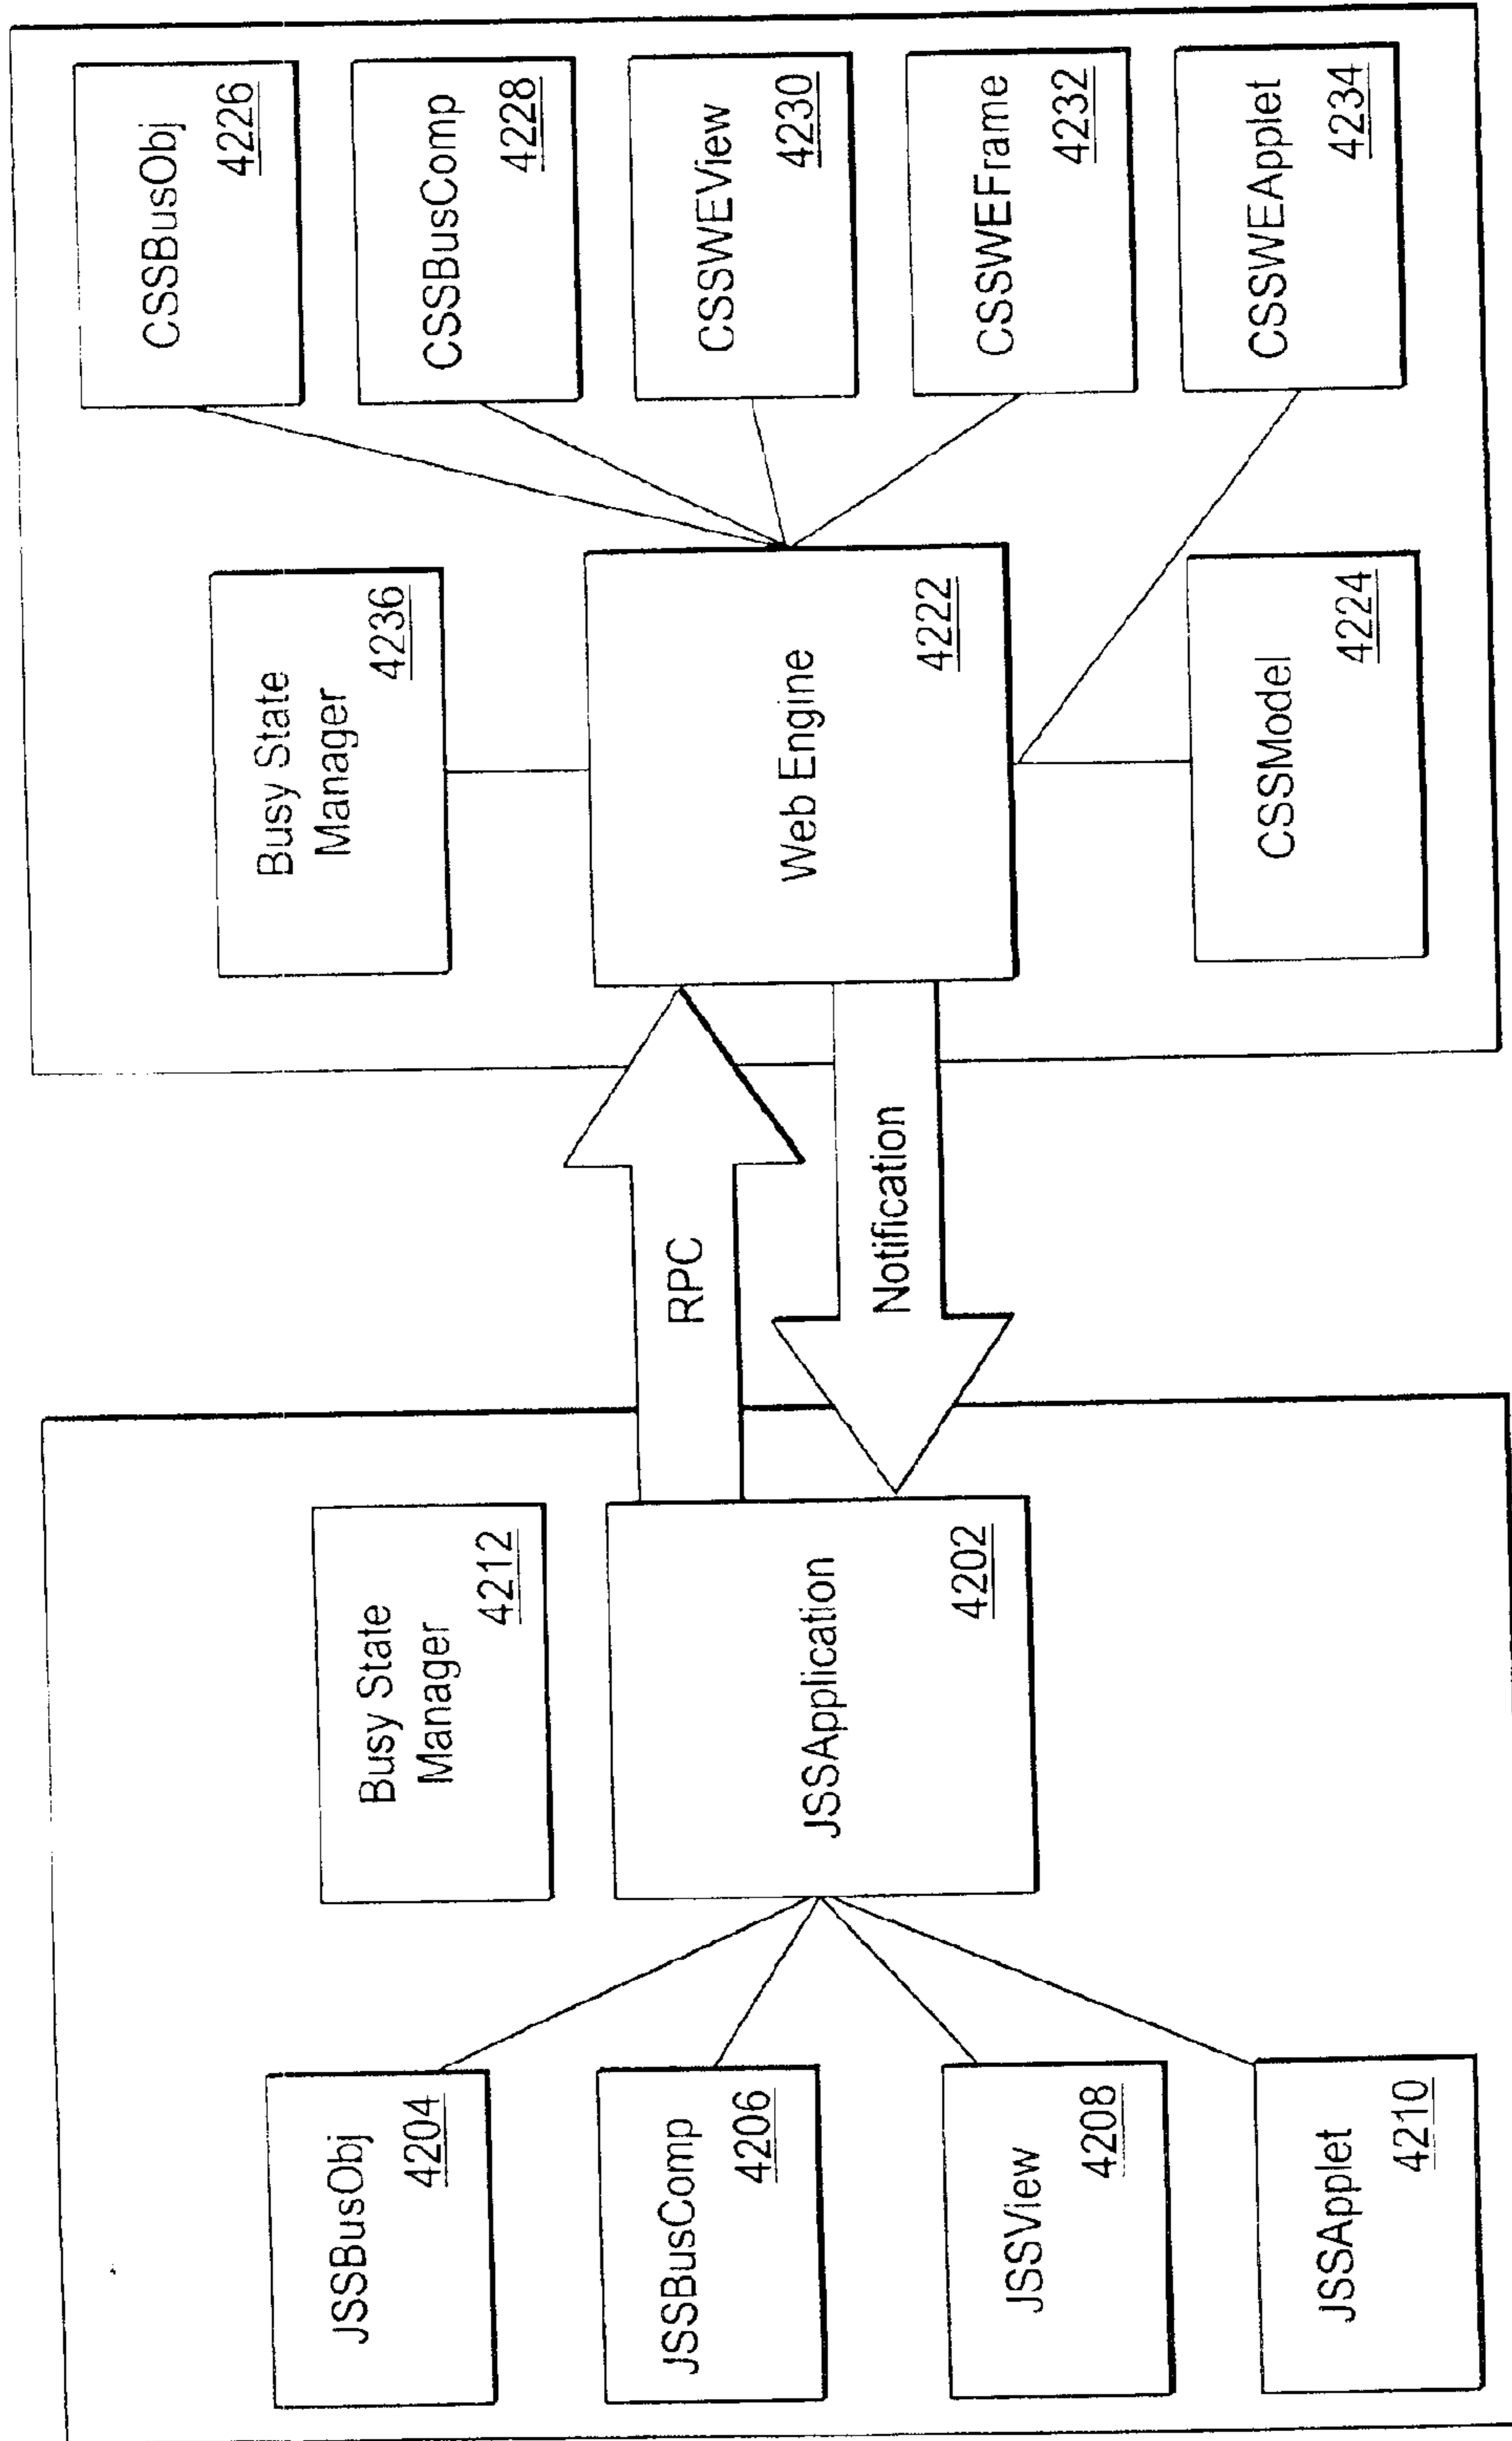 JSSBusObj
4204
JSSBusComp
4206
JSSView
4208
JSSApplet
4210
Busy State
Manager
4212
JSSApplication
4202
RPC
Notification
Busy State
Manager
4236
Web Engine
4222
CSSModel
4224
CSSBusObj
4226
CSSBusComp
4228
CSSWEView
4230
CSSWEFrame
4232
CSSWEApplet
4234